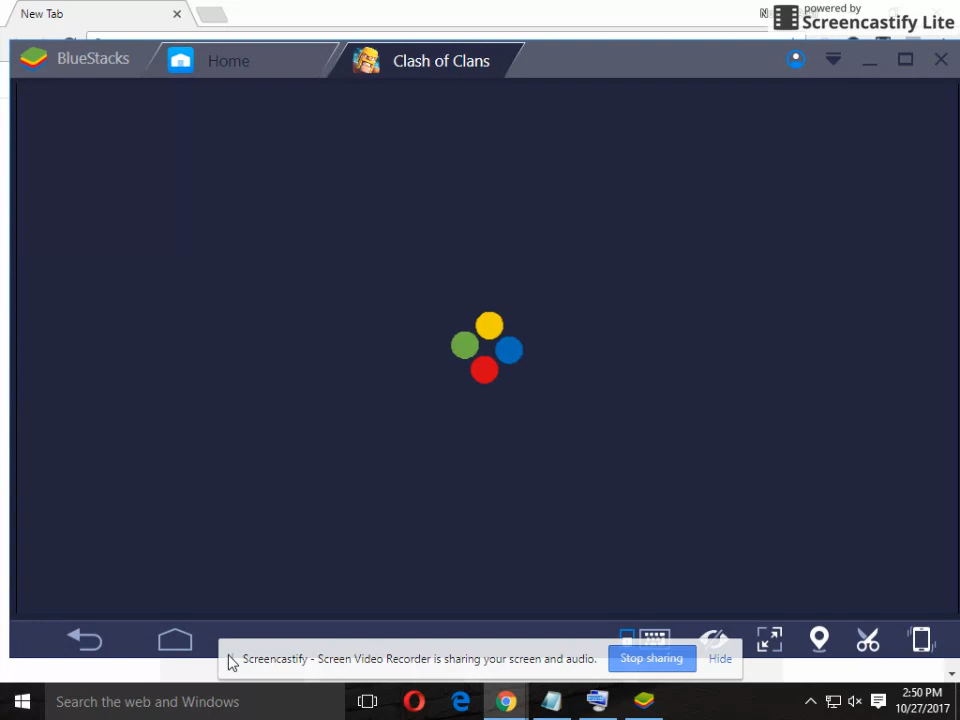 New Tab
powered by
Screencastify Lite
BlueStacks
Home
Clash of Clans
Screencastify - Screen Video Recorder is sharing your screen and audio.
Stop sharing
Hide
Search the web and Windows
2:50 PM
10/27/2017